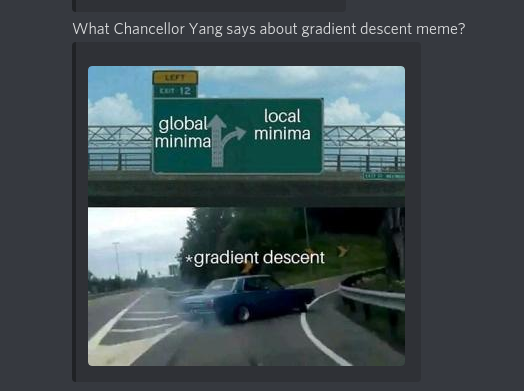 What Chancellor Yang says about gradient descent meme?
LEFT
EXIT 12
global
minima
local
minima
*gradient descent